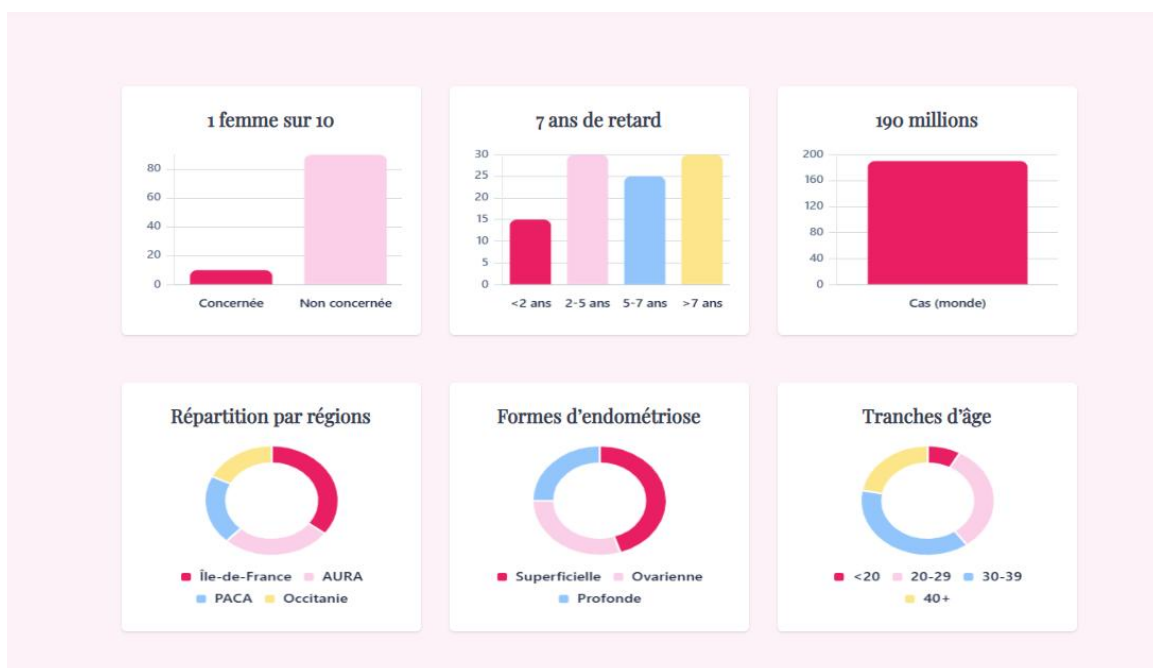 1 femme sur 10
80
60
40
20
0
Concernée Non concernée
7 ans de retard
30
25
20
15
10
5
0
<2 ans 2-5 ans 5-7 ans >7 ans
190 millions
200
160
120
80
40
0
Cas (monde)
Répartition par régions
Île-de-France AURA
PACA Occitanie
Formes d’endométriose
Superficielle Ovarienne
Profonde
Tranches d’âge
<20 20-29 30-39
40+